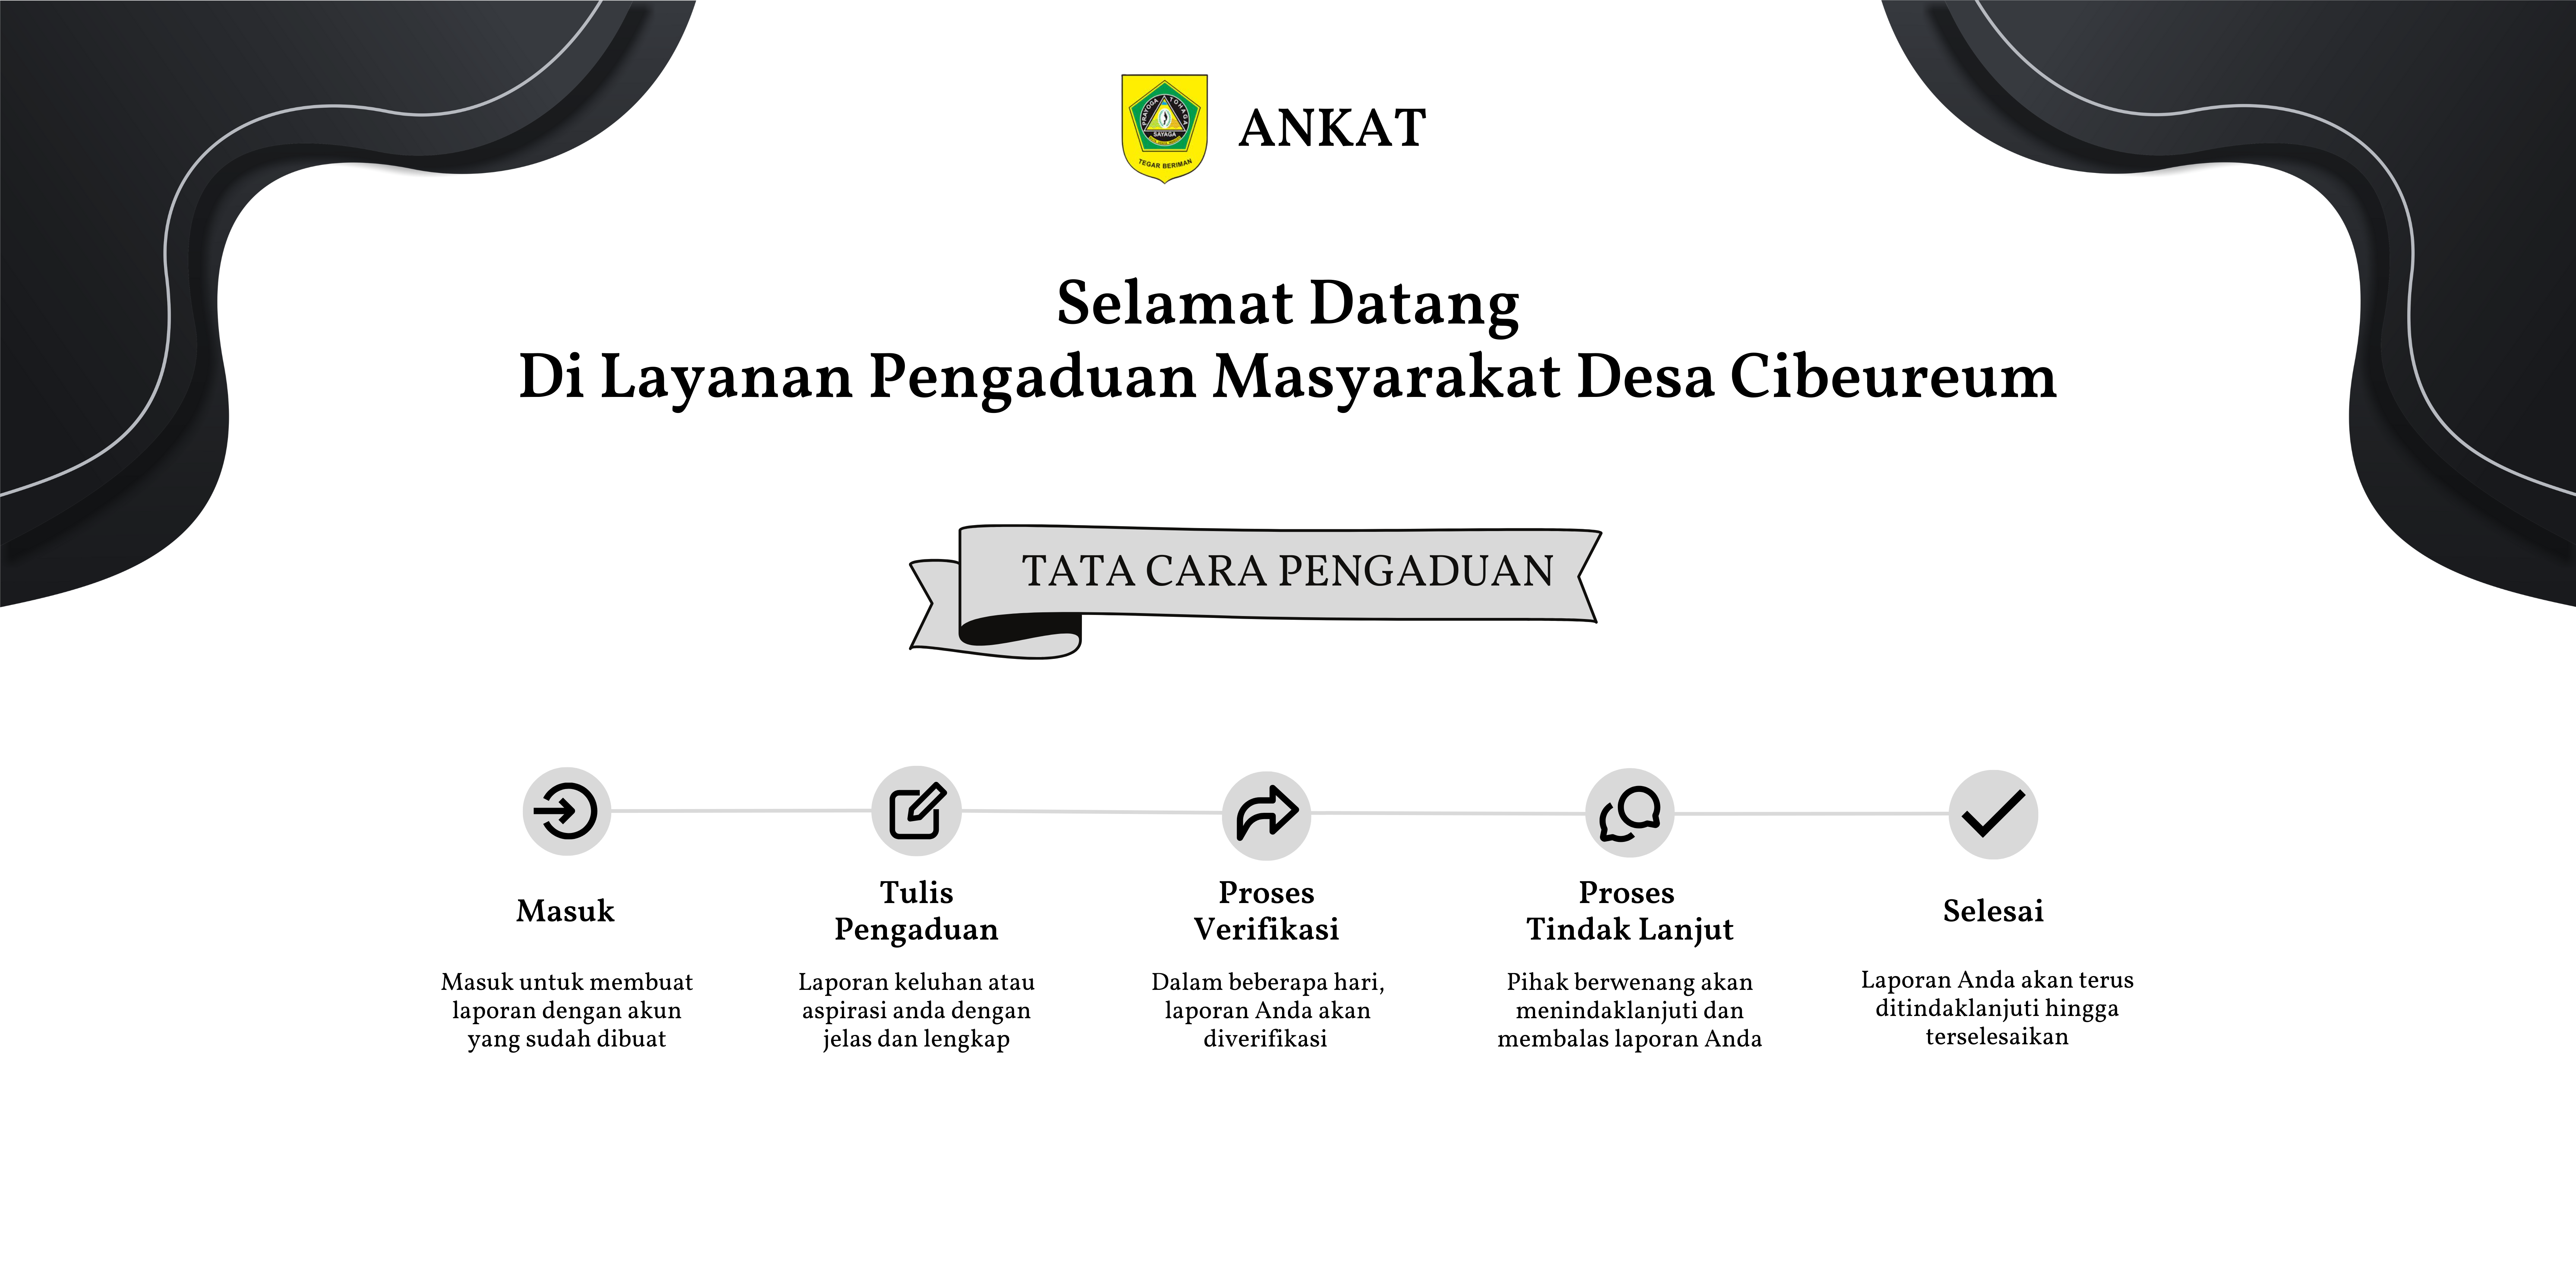 PRAYOGA TOHAGA
SAYAGA
TEGAR BERIMAN
ANKAT
Selamat Datang
Di Layanan Pengaduan Masyarakat Desa Cibeureum
TATA CARA PENGADUAN
Masuk
Masuk untuk membuat
laporan dengan akun
yang sudah dibuat
Tulis
Pengaduan
Laporan keluhan atau
aspirasi anda dengan
jelas dan lengkap
Proses
Verifikasi
Dalam beberapa hari,
laporan Anda akan
diverifikasi
Proses
Tindak Lanjut
Pihak berwenang akan
menindaklanjuti dan
membalas laporan Anda
Selesai
Laporan Anda akan terus
ditindaklanjuti hingga
terselesaikan